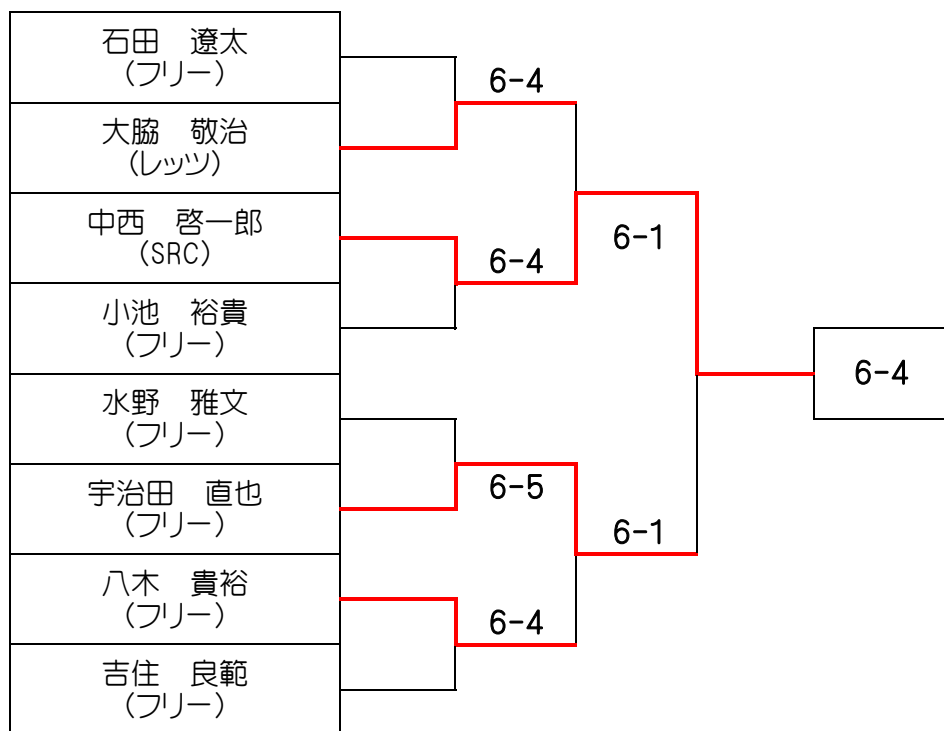 石田　遼太
(フリー)
大脇　敬治
(レッツ)
中西　啓一郎
(SRC)
小池　裕貴
(フリー)
水野　雅文
(フリー)
宇治田　直也
(フリー)
八木　貴裕
(フリー)
吉住　良範
(フリー)
6-4
6-4
6-5
6-4
6-1
6-1
6-4